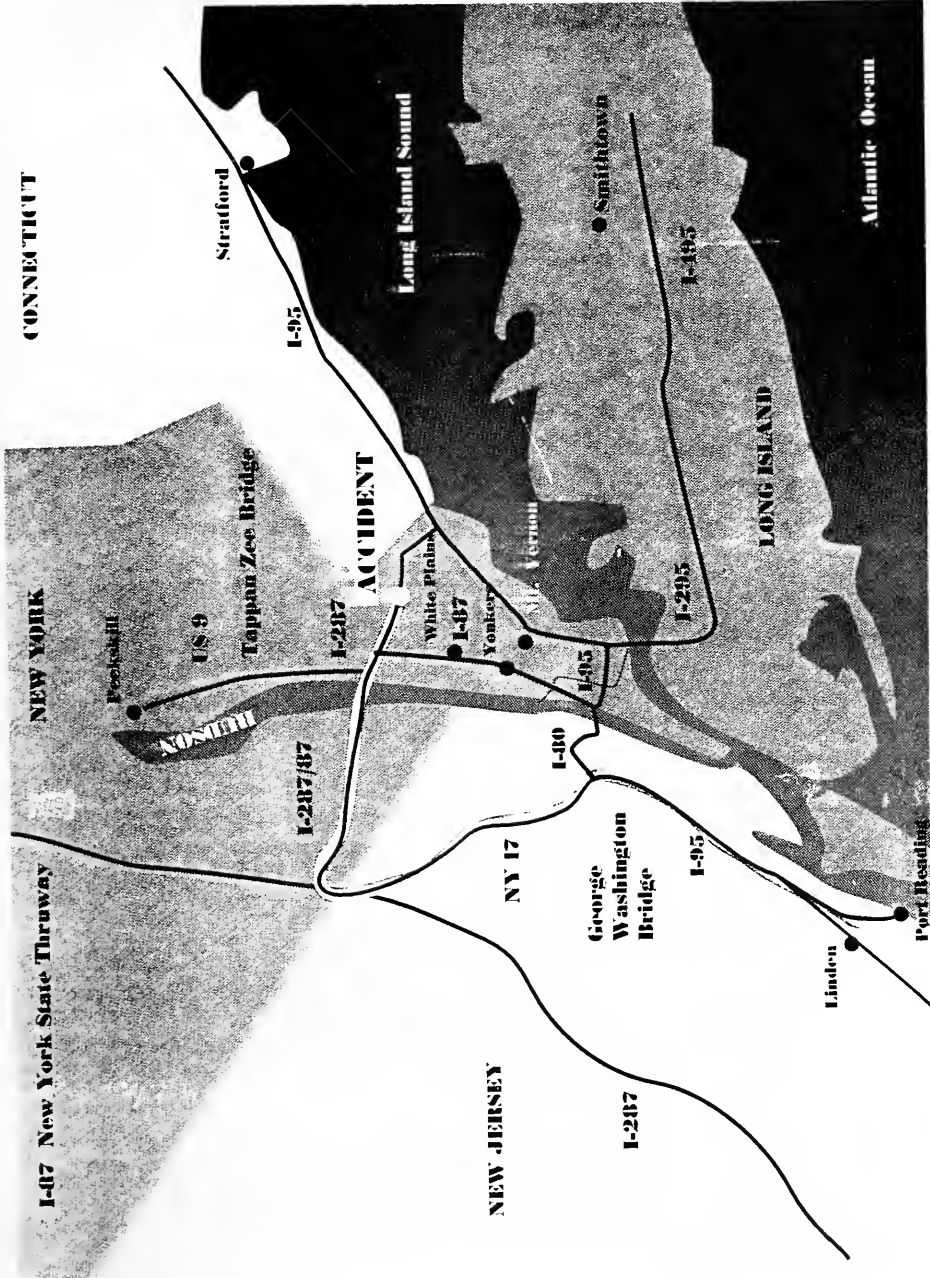 I-87 New York State Thruway
NEW YORK
CONNECTICUT
Peekskill
HUDSON
US 9
Tappan Zee Bridge
I-287
I-287/87
ACCIDENT
White Plains
I-87
Yonkers
Mt. Vernon
I-95
Stratford
Long Island Sound
Smithtown
I-495
LONG ISLAND
I-295
Atlantic Ocean
I-95
I-80
NY 17
George
Washington
Bridge
I-95
NEW JERSEY
I-287
Linden
Port Reading